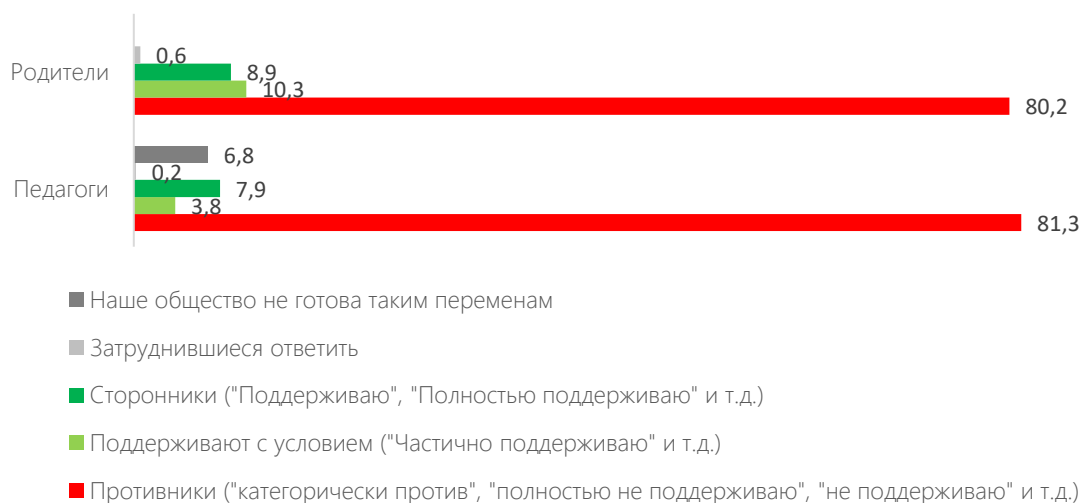 0,6
Родители
8,9
10,3
80,2
6,8
0,2
Педагоги
7,9
3,8
81,3
Наше общество не готова таким переменам
Затруднившиеся ответить
Сторонники ("Поддерживаю", "Полностью поддерживаю" и т.д.)
Поддерживают с условием ("Частично поддерживаю" и т.д.)
Противники ("категорически против", "полностью не поддерживаю", "не поддерживаю" и т.д.)